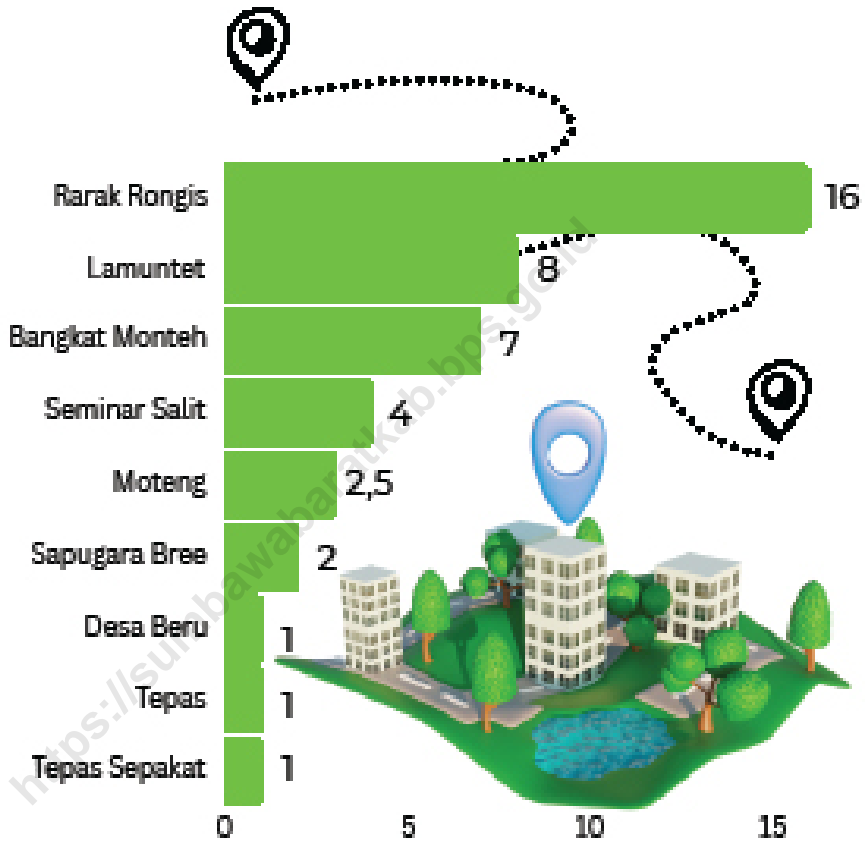 Rarak Rongis 16
Lamuntet 8
Bangkat Monteh 7
Seminar Salit 4
Moteng 2,5
Sapugara Bree 2
Desa Beru 1
Tepas 1
Tepas Sepakat 1
0 5 10 15
https://sumbawabaratkab.bps.go.id